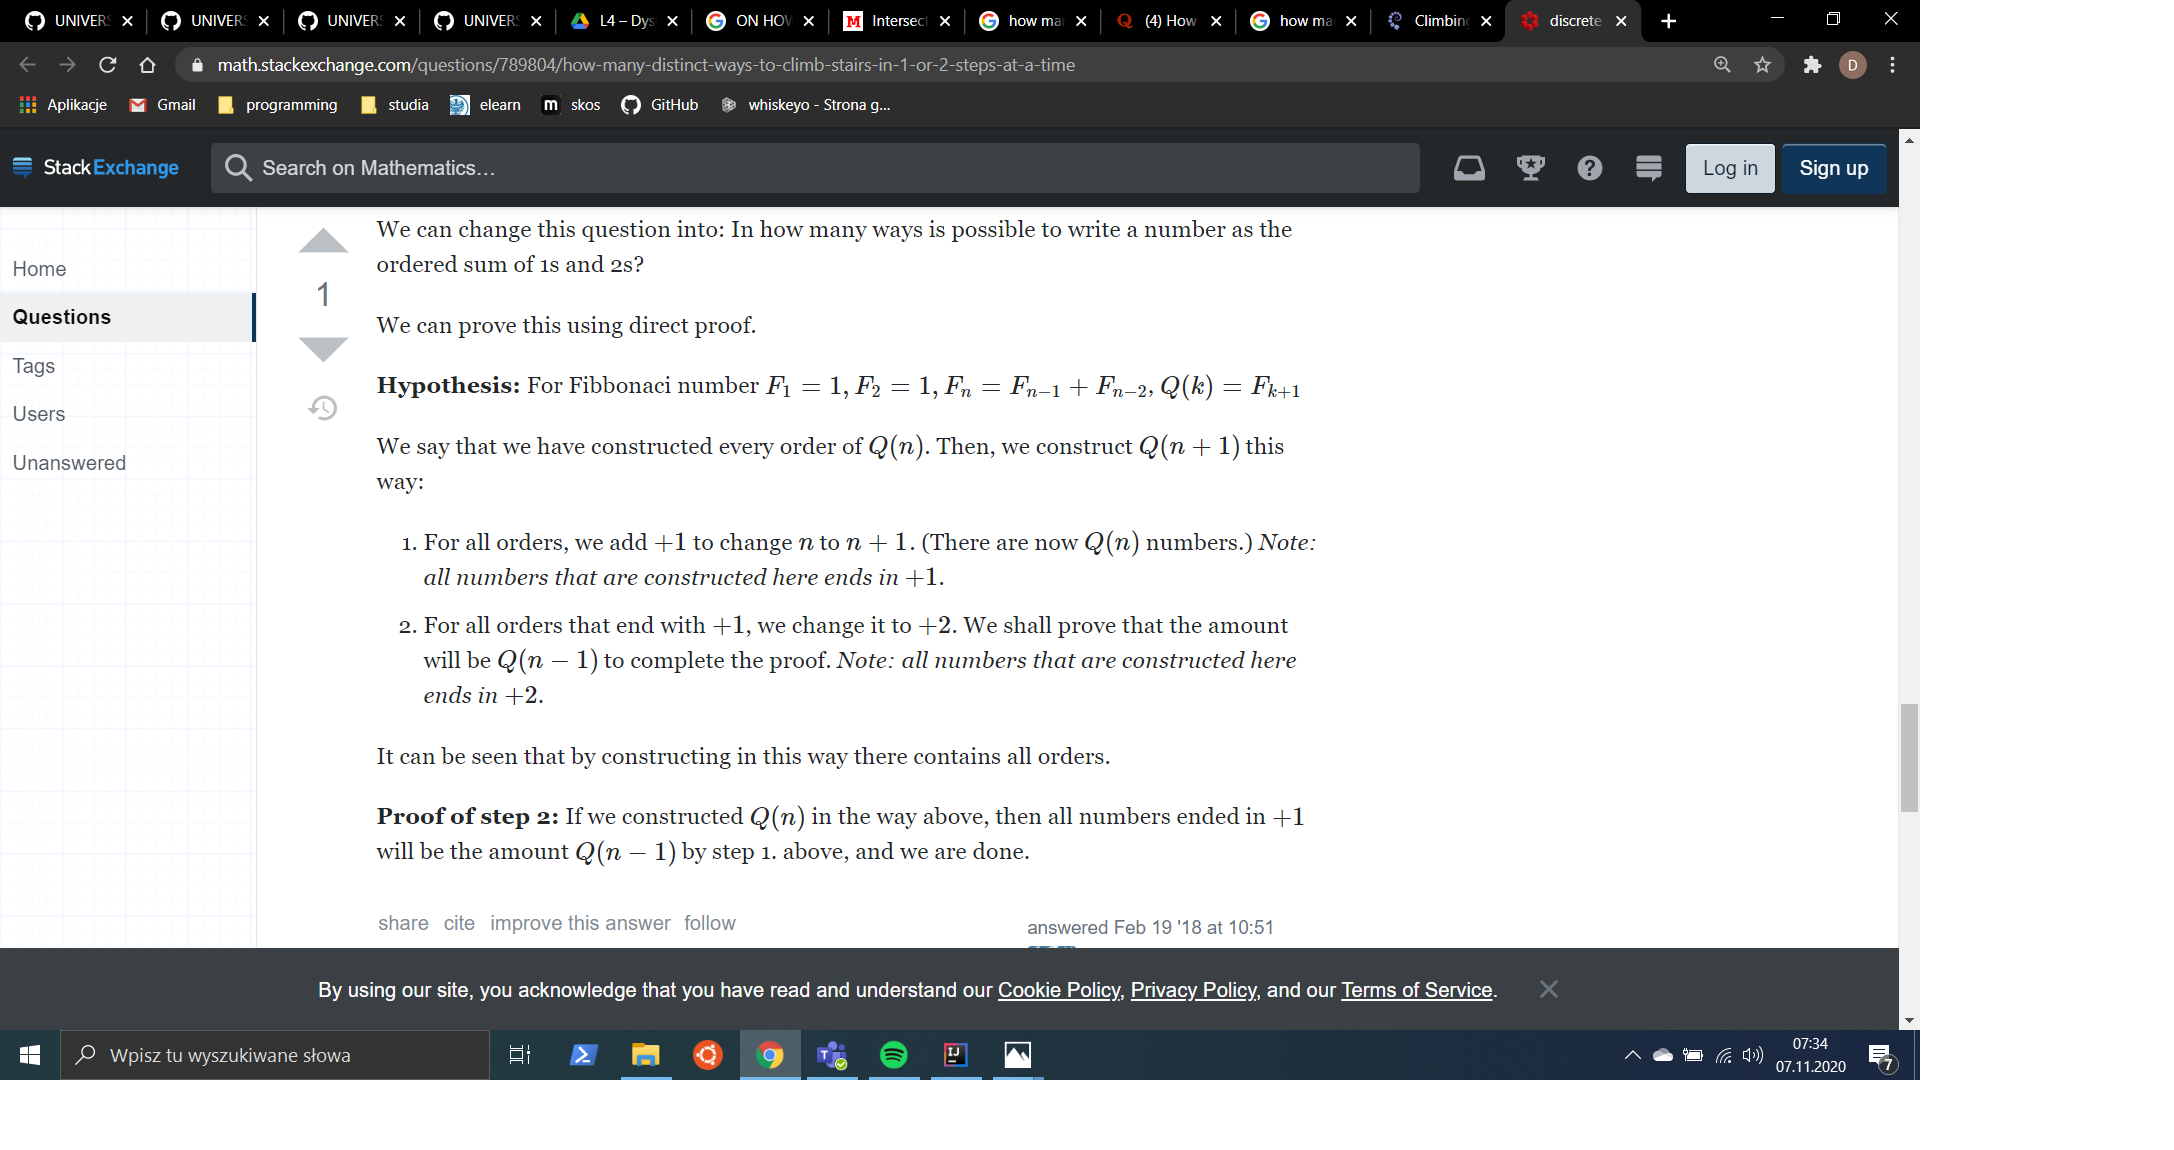 UNIVERS UNIVERS UNIVERS UNIVERS L4 – Dys ON HOW Intersect how ma (4) How how ma Climbing discrete
math.stackexchange.com/questions/789804/how-many-distinct-ways-to-climb-stairs-in-1-or-2-steps-at-a-time D
Aplikacje Gmail programming studia elearn m skos GitHub whiskeyo - Strona g...
StackExchange Search on Mathematics... Log in Sign up
Home
Questions
Tags
Users
Unanswered
1
We can change this question into: In how many ways is possible to write a number as the
ordered sum of 1s and 2s?
We can prove this using direct proof.
Hypothesis: For Fibbonaci number F₁ = 1, F₂ = 1, Fₙ = Fₙ₋₁ + Fₙ₋₂, Q(k) = Fₖ₊₁
We say that we have constructed every order of Q(n). Then, we construct Q(n + 1) this
way:
1. For all orders, we add +1 to change n to n + 1. (There are now Q(n) numbers.) Note:
all numbers that are constructed here ends in +1.
2. For all orders that end with +1, we change it to +2. We shall prove that the amount
will be Q(n − 1) to complete the proof. Note: all numbers that are constructed here
ends in +2.
It can be seen that by constructing in this way there contains all orders.
Proof of step 2: If we constructed Q(n) in the way above, then all numbers ended in +1
will be the amount Q(n − 1) by step 1. above, and we are done.
share cite improve this answer follow
answered Feb 19 '18 at 10:51
By using our site, you acknowledge that you have read and understand our Cookie Policy, Privacy Policy, and our Terms of Service.
Wpisz tu wyszukiwane słowa
07:34
07.11.2020
7